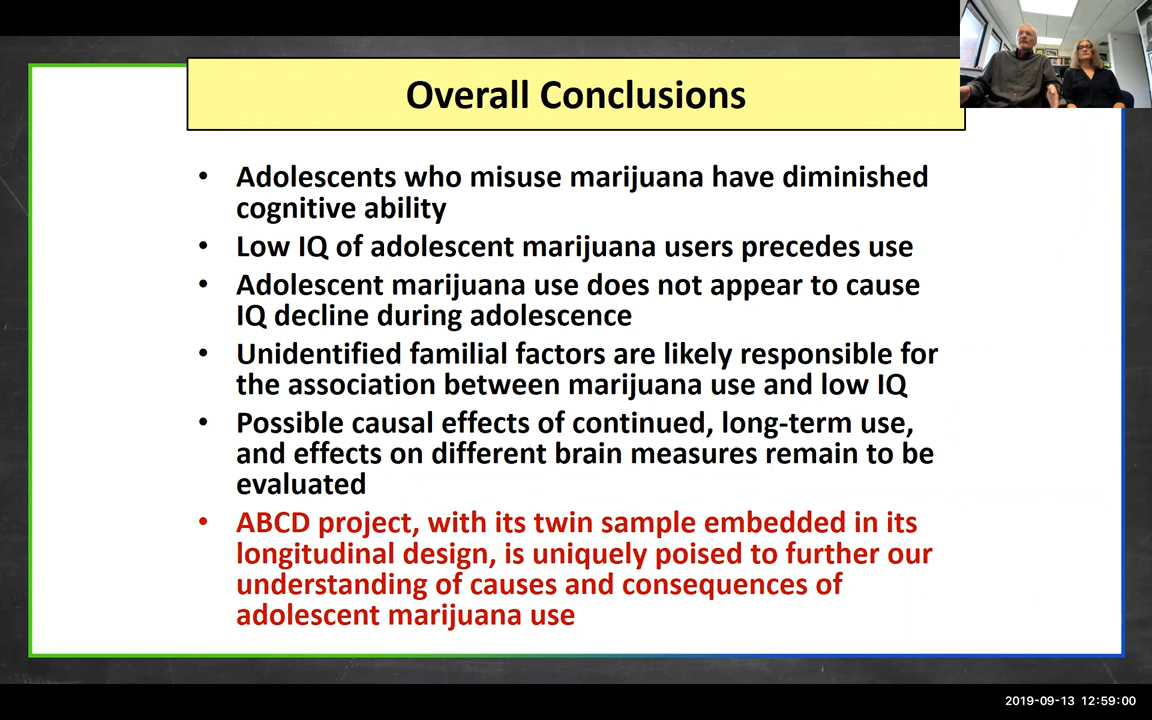 Overall Conclusions
• Adolescents who misuse marijuana have diminished
cognitive ability
• Low IQ of adolescent marijuana users precedes use
• Adolescent marijuana use does not appear to cause
IQ decline during adolescence
• Unidentified familial factors are likely responsible for
the association between marijuana use and low IQ
• Possible causal effects of continued, long-term use,
and effects on different brain measures remain to be
evaluated
• ABCD project, with its twin sample embedded in its
longitudinal design, is uniquely poised to further our
understanding of causes and consequences of
adolescent marijuana use
2019-09-13 12:59:00